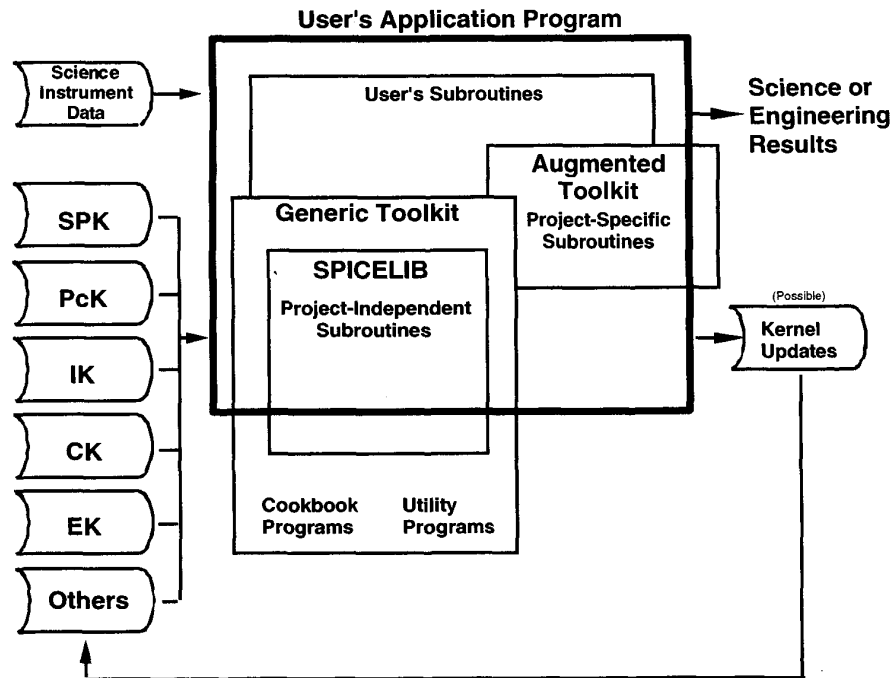 User's Application Program
Science
Instrument
Data
User's Subroutines
Science or
Engineering
Results
Augmented
Toolkit
Project-Specific
Subroutines
Generic Toolkit
SPICELIB
Project-Independent
Subroutines
SPK
PcK
IK
CK
EK
Others
(Possible)
Kernel
Updates
Cookbook
Programs
Utility
Programs